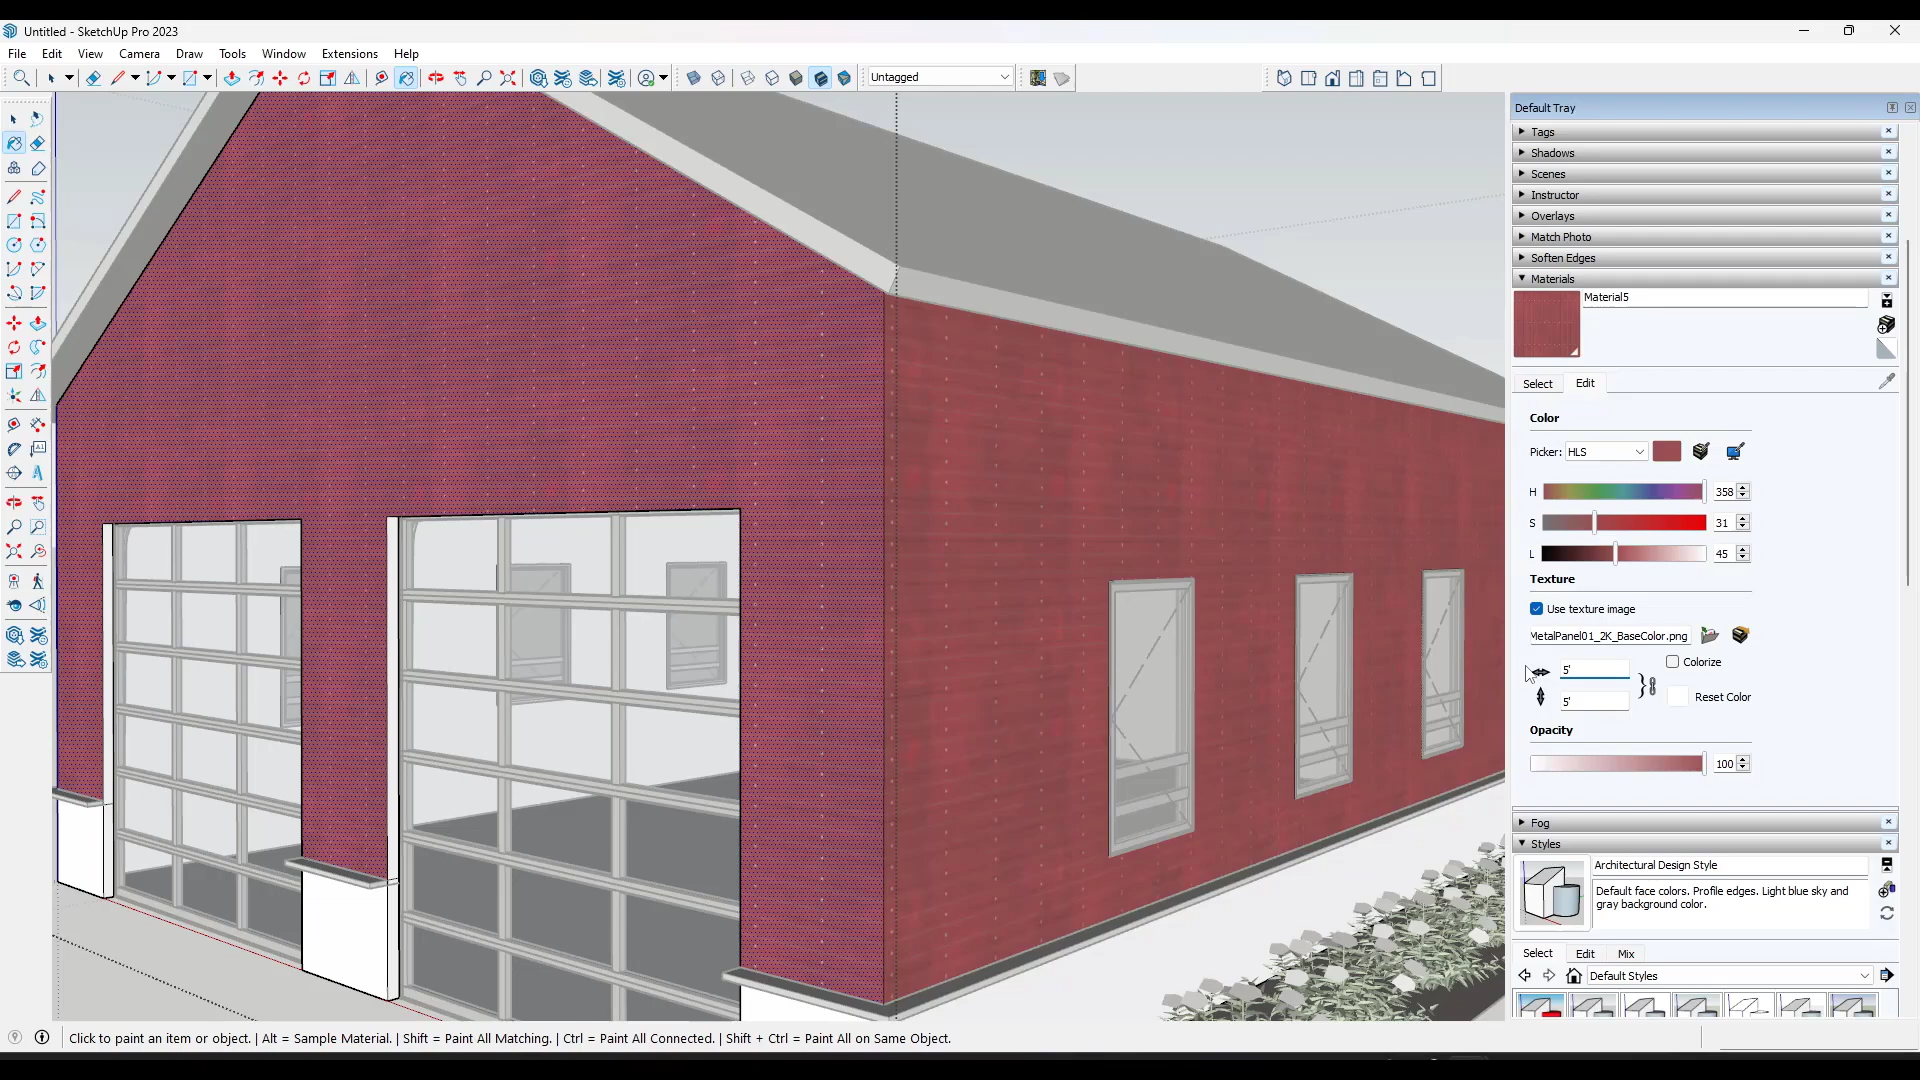 Untitled - SketchUp Pro 2023
File Edit View Camera Draw Tools Window Extensions Help
Untagged
Default Tray
Tags
Shadows
Scenes
Instructor
Overlays
Match Photo
Soften Edges
Materials
Material5
Select Edit
Color
Picker: HLS
H 358
S 31
L 45
Texture
Use texture image
MetalPanel01_2K_BaseColor.png
Colorize
5'
5'
Reset Color
Opacity
100
Fog
Styles
Architectural Design Style
Default face colors. Profile edges. Light blue sky and
gray background color.
Select Edit Mix
Default Styles
Click to paint an item or object. | Alt = Sample Material. | Shift = Paint All Matching. | Ctrl = Paint All Connected. | Shift + Ctrl = Paint All on Same Object.